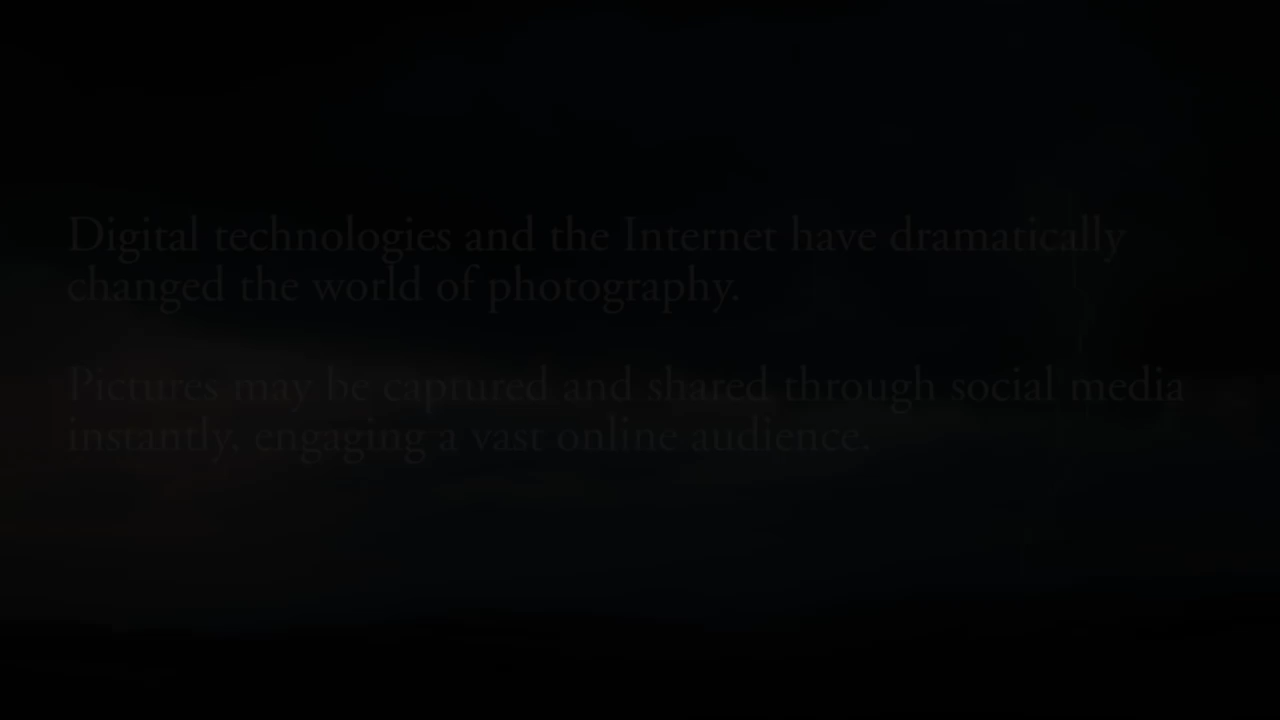 Digital technologies and the Internet have dramatically
changed the world of photography.
Pictures may be captured and shared through social media
instantly, engaging a vast online audience.